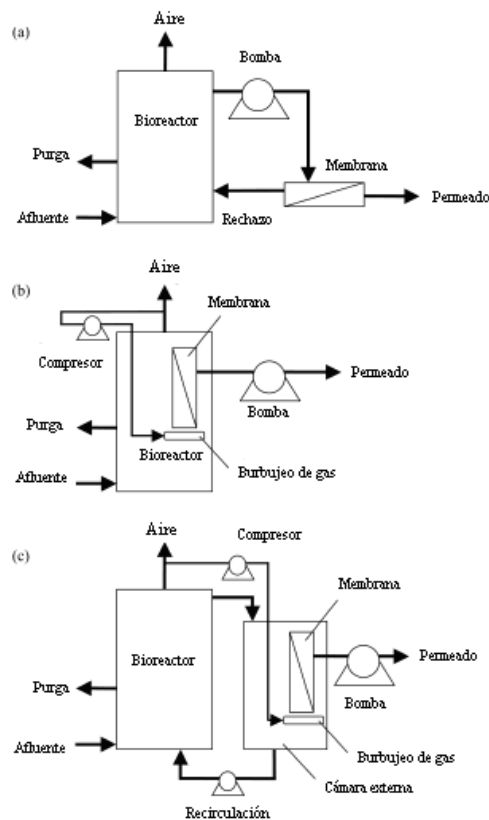 (a)
Aire
Bomba
Bioreactor
Purga
Membrana
Afluente
Rechazo
Permeado
(b)
Aire
Membrana
Compresor
Permeado
Bomba
Purga
Bioreactor
Afluente
Burbujeo de gas
(c)
Aire
Compresor
Membrana
Bioreactor
Permeado
Purga
Bomba
Afluente
Burbujeo de gas
Cámara externa
Recirculación